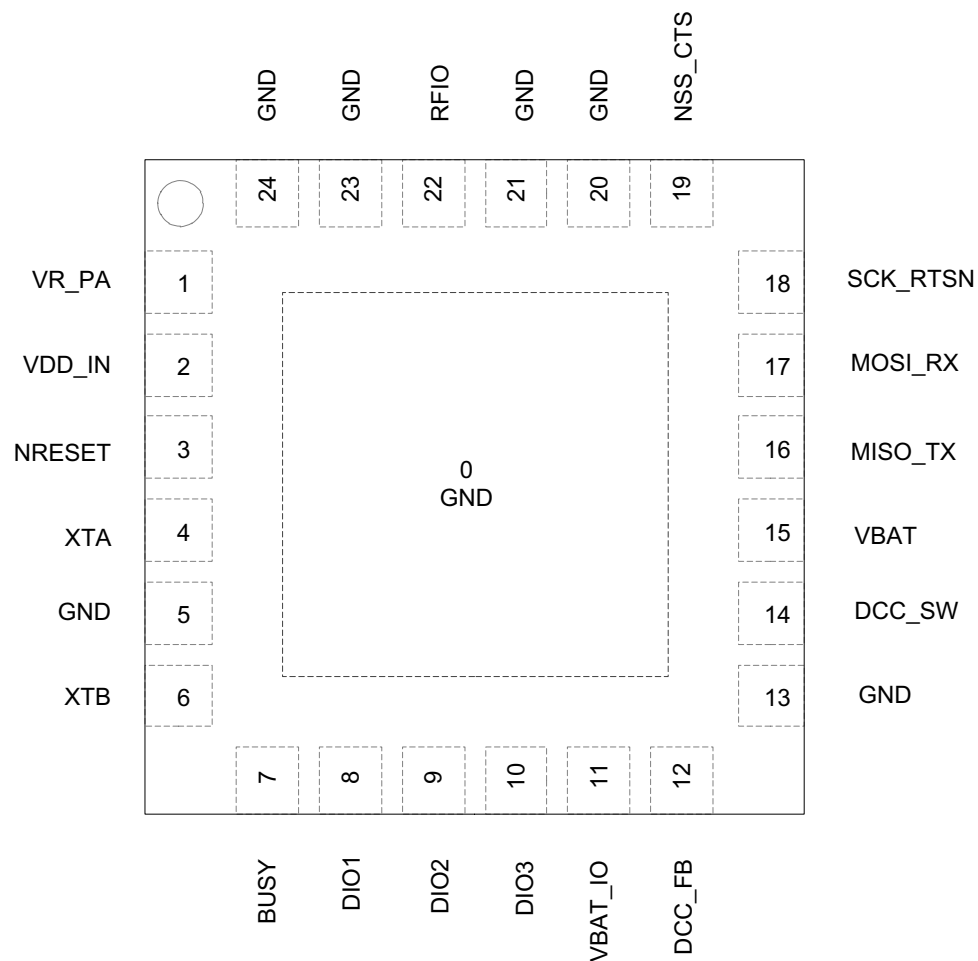 GND
GND
RFIO
GND
GND
NSS_CTS
24
23
22
21
20
19
VR_PA 1 18 SCK_RTSN
VDD_IN 2 17 MOSI_RX
NRESET 3 16 MISO_TX
0
GND
XTA 4 15 VBAT
GND 5 14 DCC_SW
XTB 6 13 GND
7
8
9
10
11
12
BUSY
DIO1
DIO2
DIO3
VBAT_IO
DCC_FB